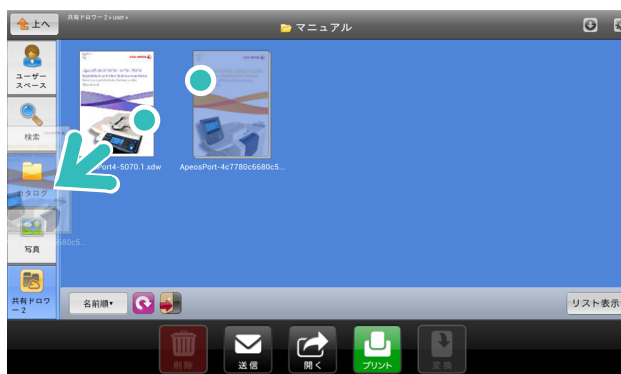 上へ
共有ドロワー2>user>
マニュアル
ユーザー
スペース
検索
カタログ
写真
680c5...
共有ドロワ
ー2
Port4-5070.1.xdw
ApeosPort-4c7780c6680c5...
名前順
リスト表示
削除
送信
開く
プリント
変換